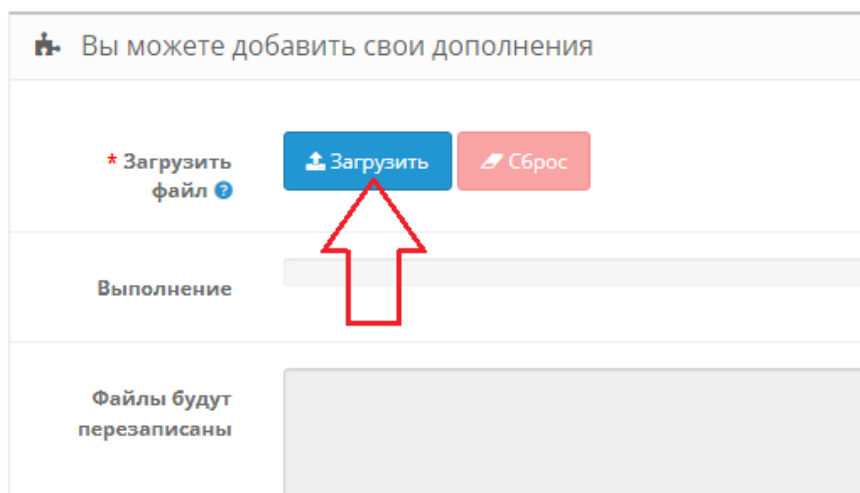 Вы можете добавить свои дополнения
* Загрузить
файл ?
Загрузить
Сброс
Выполнение
Файлы будут
перезаписаны